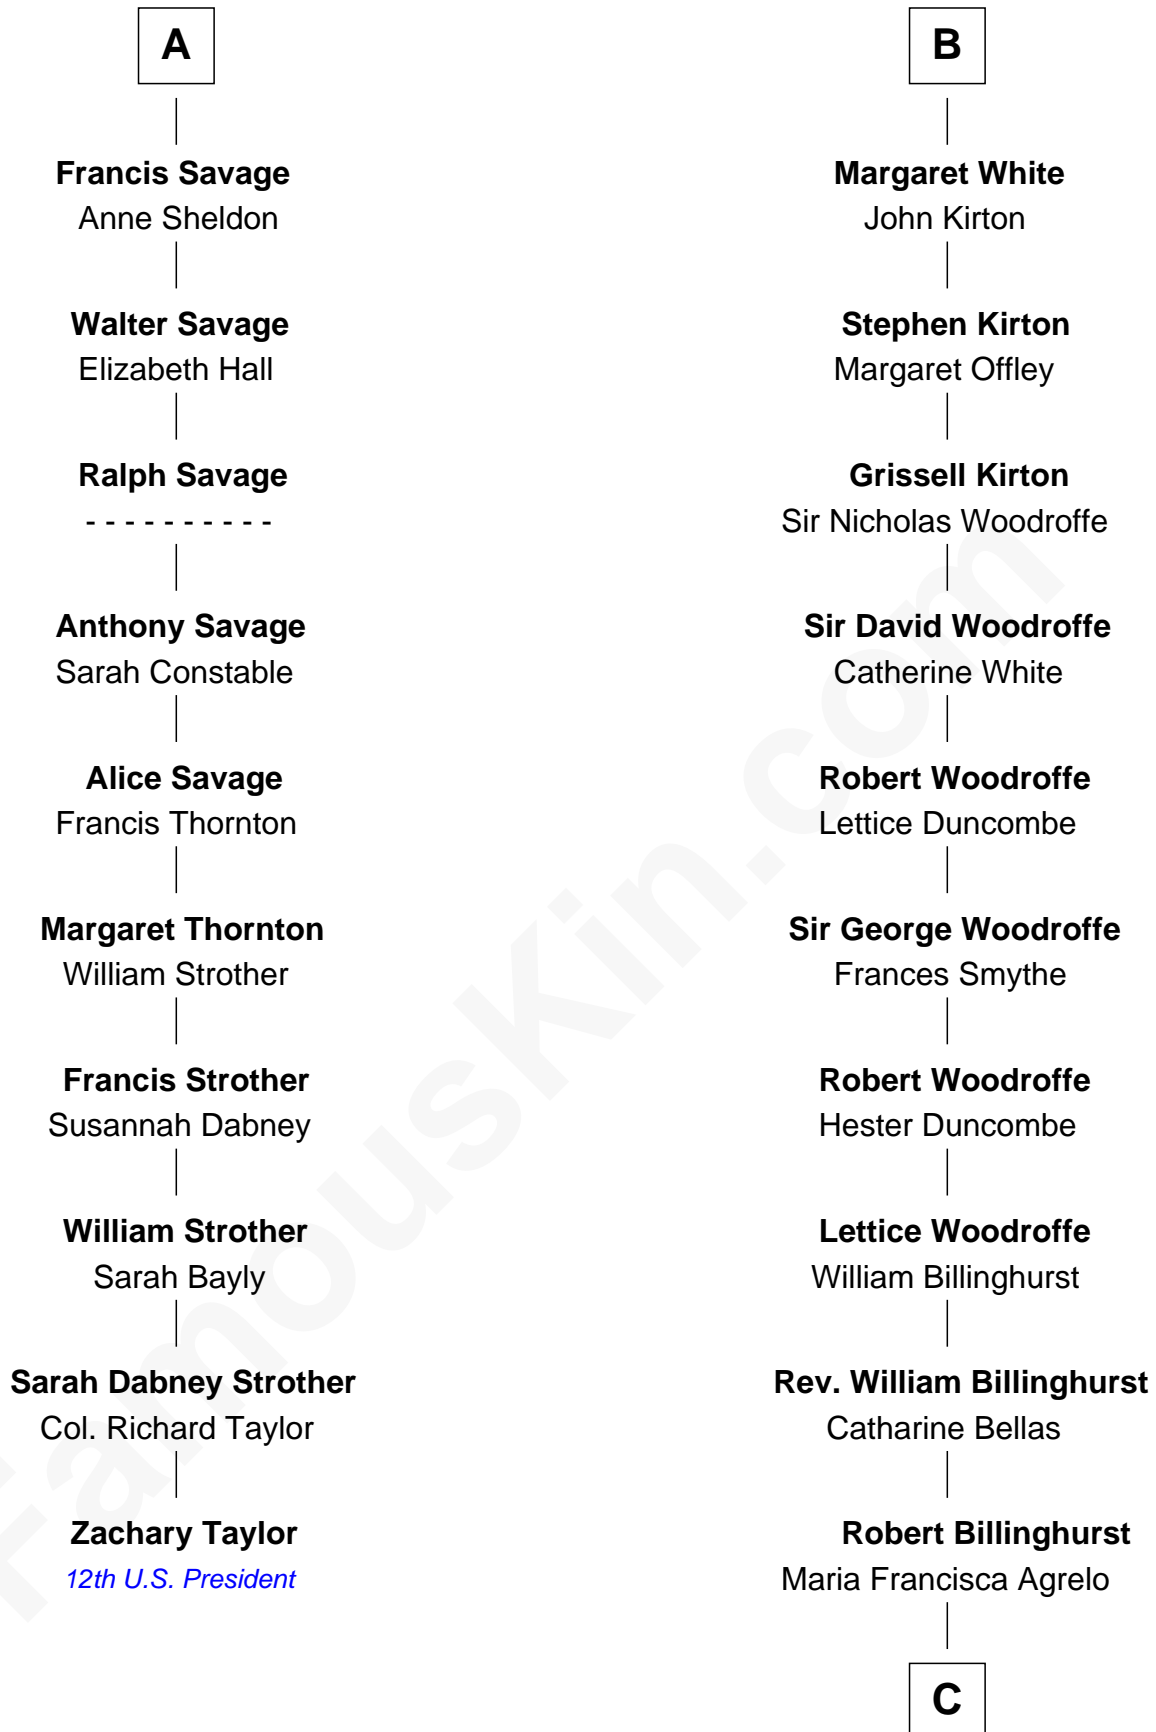 A
Francis Savage
Anne Sheldon
Walter Savage
Elizabeth Hall
Ralph Savage
- - - - - - - - - -
Anthony Savage
Sarah Constable
Alice Savage
Francis Thornton
Margaret Thornton
William Strother
Francis Strother
Susannah Dabney
William Strother
Sarah Bayly
Sarah Dabney Strother
Col. Richard Taylor
Zachary Taylor
12th U.S. President
B
Margaret White
John Kirton
Stephen Kirton
Margaret Offley
Grissell Kirton
Sir Nicholas Woodroffe
Sir David Woodroffe
Catherine White
Robert Woodroffe
Lettice Duncombe
Sir George Woodroffe
Frances Smythe
Robert Woodroffe
Hester Duncombe
Lettice Woodroffe
William Billinghurst
Rev. William Billinghurst
Catharine Bellas
Robert Billinghurst
Maria Francisca Agrelo
C
FamousKin.com